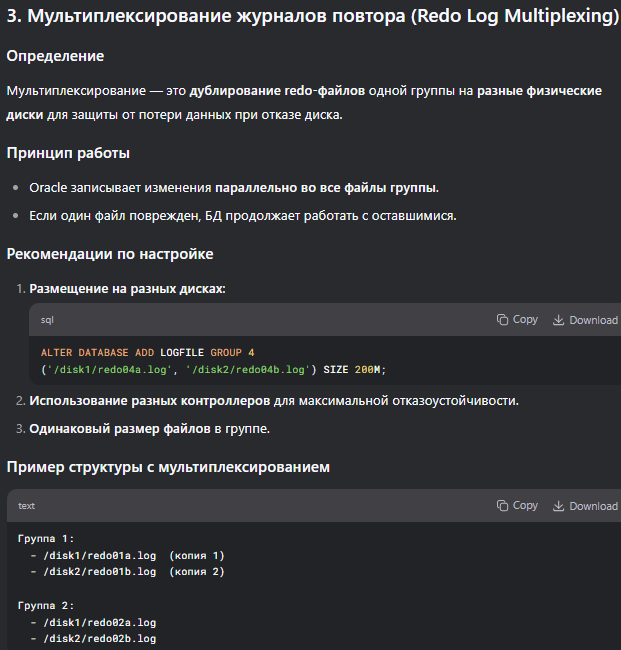 3. Мультиплексирование журналов повтора (Redo Log Multiplexing)
Определение
Мультиплексирование — это дублирование redo-файлов одной группы на разные физические
диски для защиты от потери данных при отказе диска.
Принцип работы
• Oracle записывает изменения параллельно во все файлы группы.
• Если один файл поврежден, БД продолжает работать с оставшимися.
Рекомендации по настройке
1. Размещение на разных дисках:
sql Copy Download
ALTER DATABASE ADD LOGFILE GROUP 4
('/disk1/redo04a.log', '/disk2/redo04b.log') SIZE 200M;
2. Использование разных контроллеров для максимальной отказоустойчивости.
3. Одинаковый размер файлов в группе.
Пример структуры с мультиплексированием
text Copy Download
Группа 1:
- /disk1/redo01a.log (копия 1)
- /disk2/redo01b.log (копия 2)
Группа 2:
- /disk1/redo02a.log
- /disk2/redo02b.log